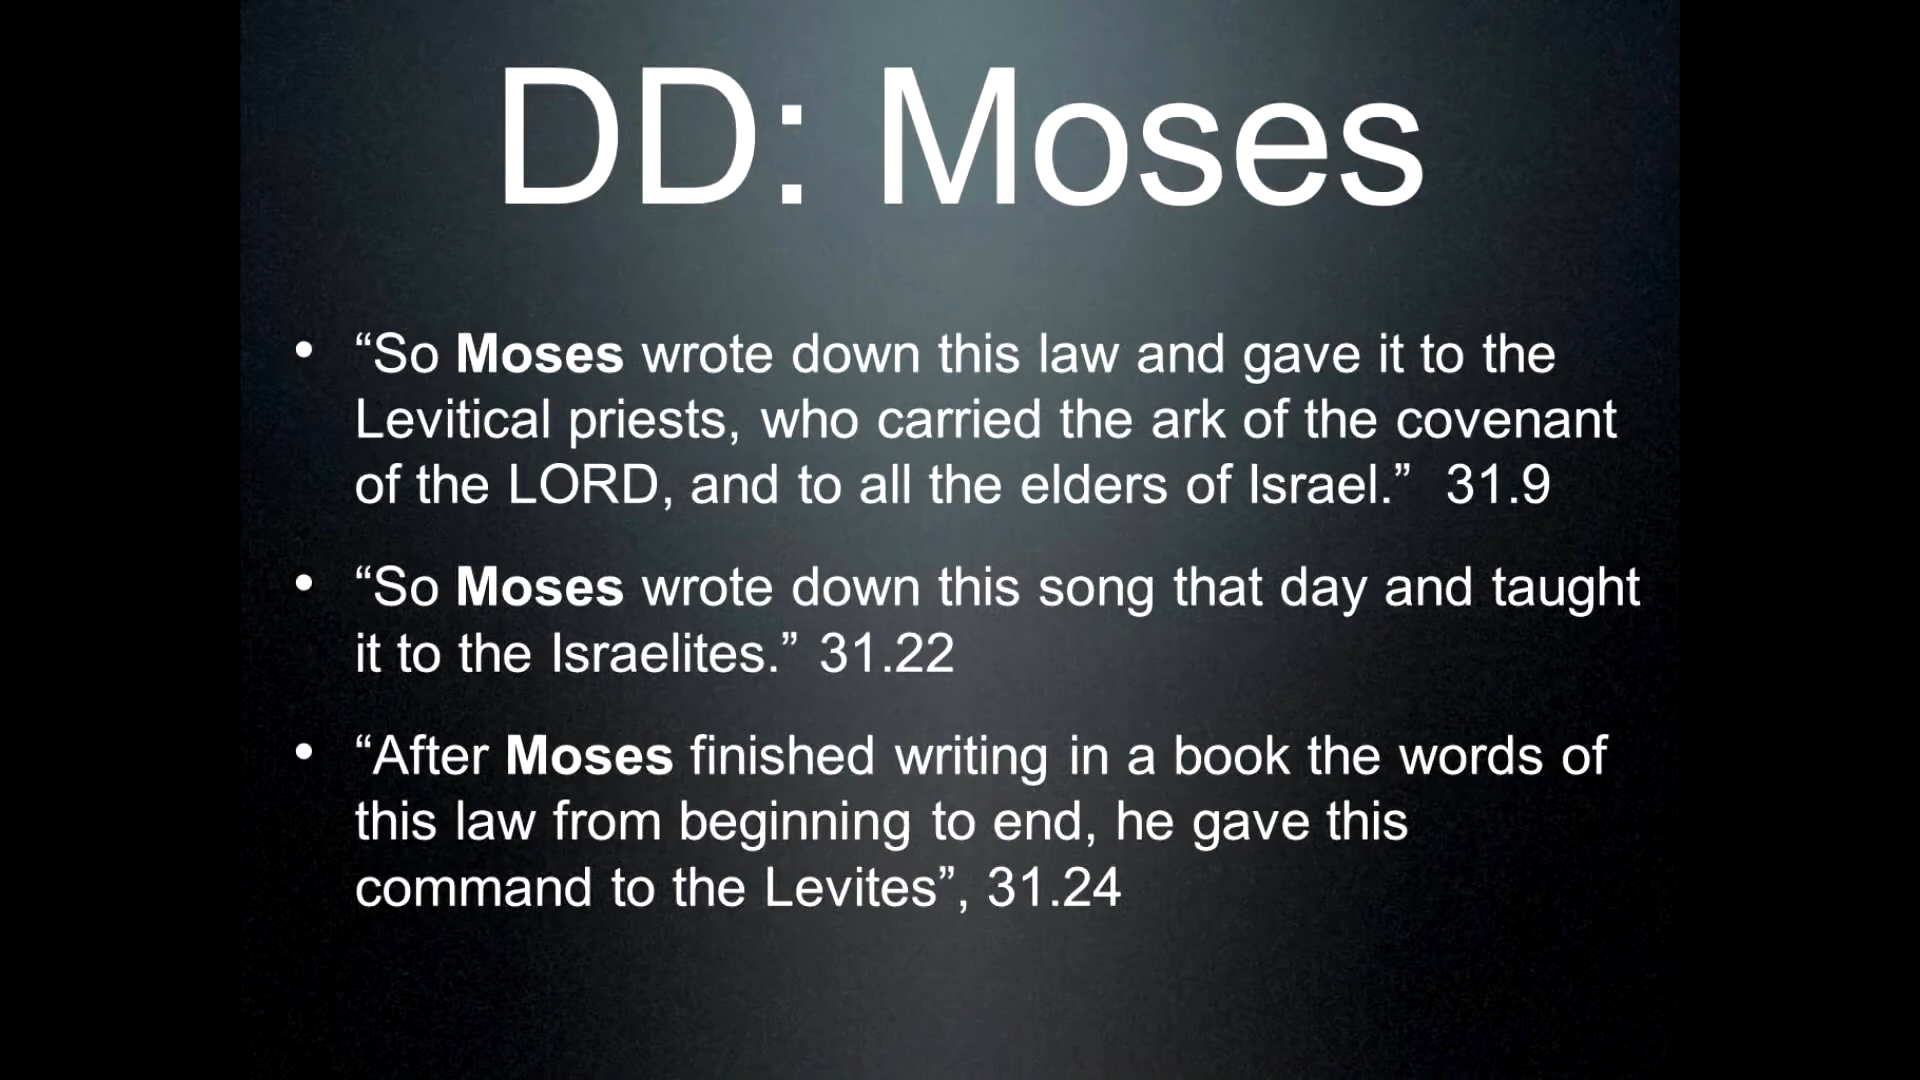 DD: Moses
• “So Moses wrote down this law and gave it to the
Levitical priests, who carried the ark of the covenant
of the LORD, and to all the elders of Israel.”  31.9
• “So Moses wrote down this song that day and taught
it to the Israelites.” 31.22
• “After Moses finished writing in a book the words of
this law from beginning to end, he gave this
command to the Levites”, 31.24